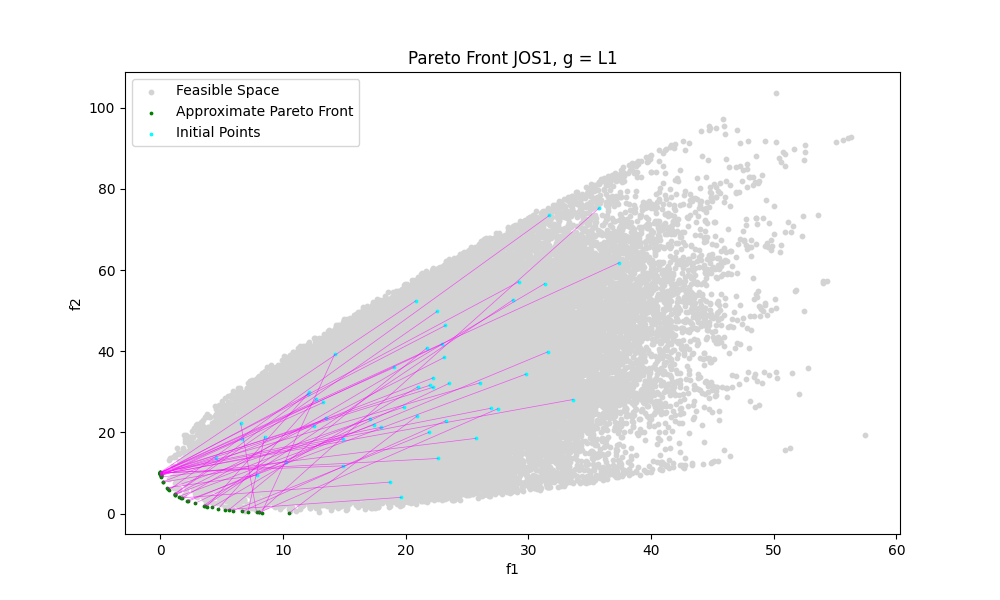 Pareto Front JOS1, g = L1
Feasible Space
Approximate Pareto Front
Initial Points
100
80
60
40
20
0
f2
0 10 20 30 40 50 60
f1